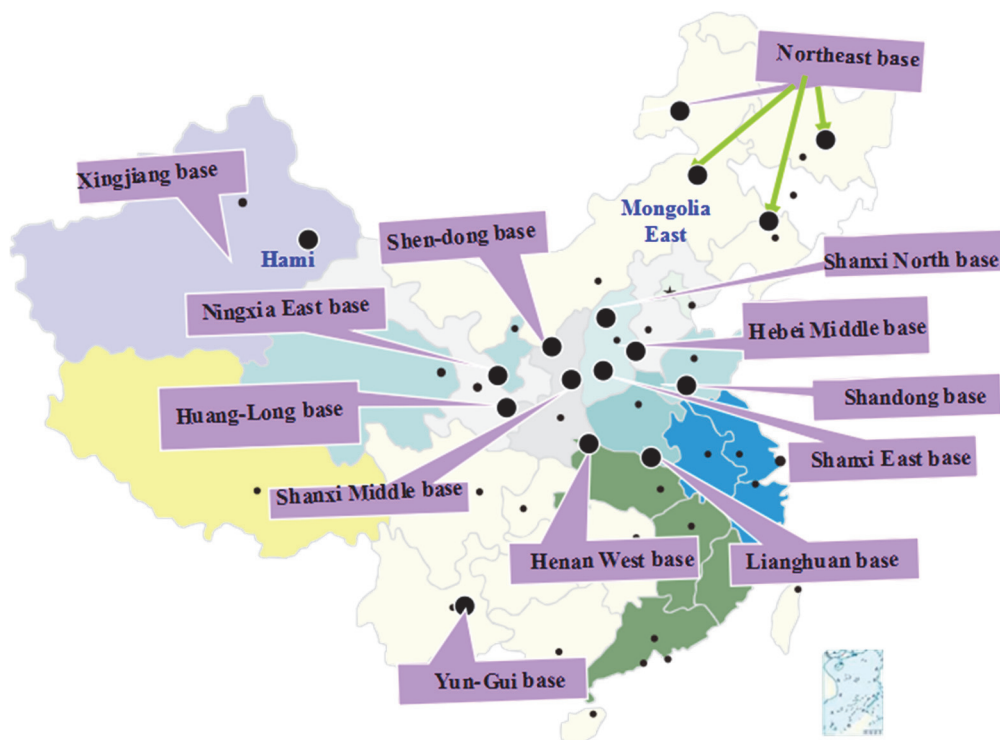 Northeast base
Xingjiang base
Mongolia
East
Shen-dong base
Hami
Shanxi North base
Ningxia East base
Hebei Middle base
Huang-Long base
Shandong base
Shanxi East base
Shanxi Middle base
Henan West base
Lianghuan base
Yun-Gui base